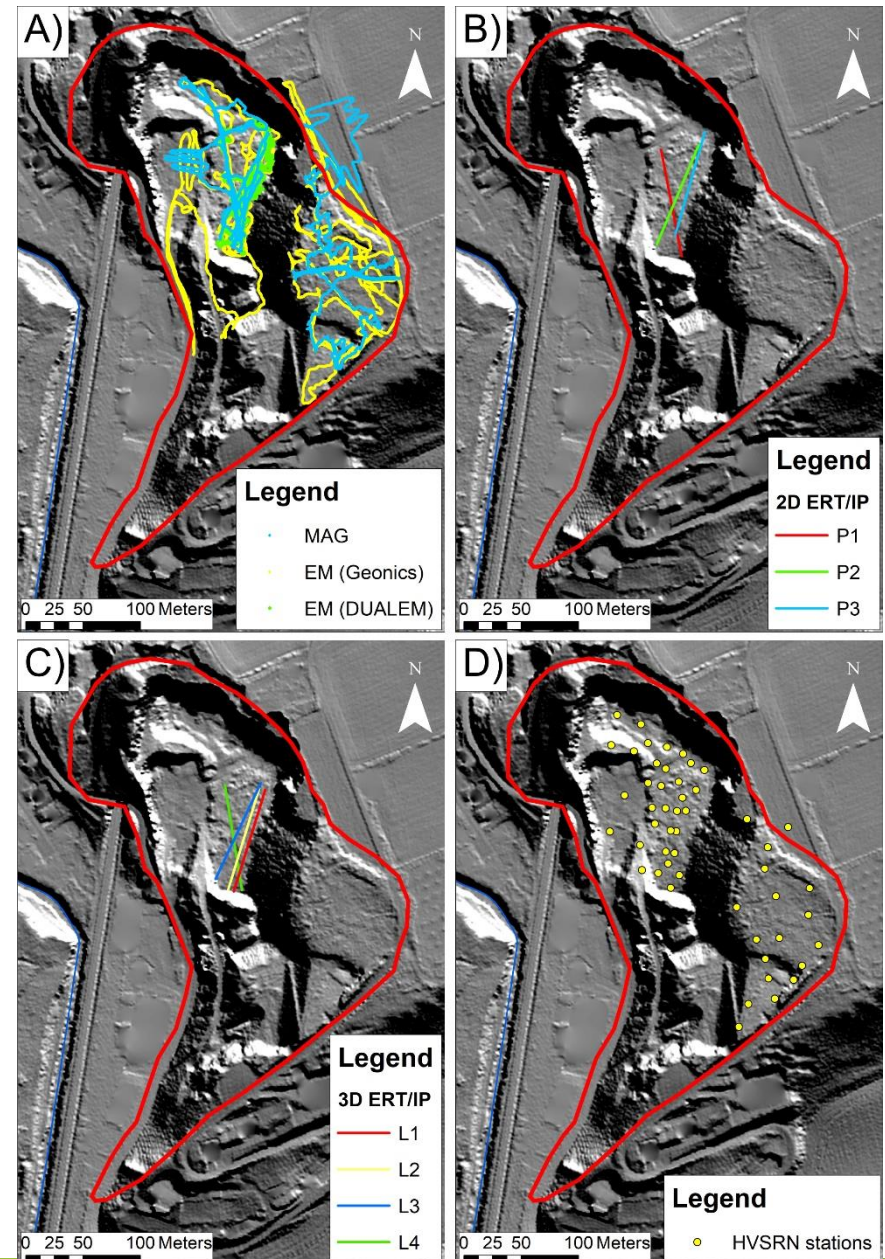 A)
N
Legend
MAG
EM (Geonics)
EM (DUALEM)
0 25 50 100 Meters
B)
N
Legend
2D ERT/IP
P1
P2
P3
0 25 50 100 Meters
C)
N
Legend
3D ERT/IP
L1
L2
L3
L4
0 25 50 100 Meters
D)
N
Legend
HVSRN stations
0 25 50 100 Meters